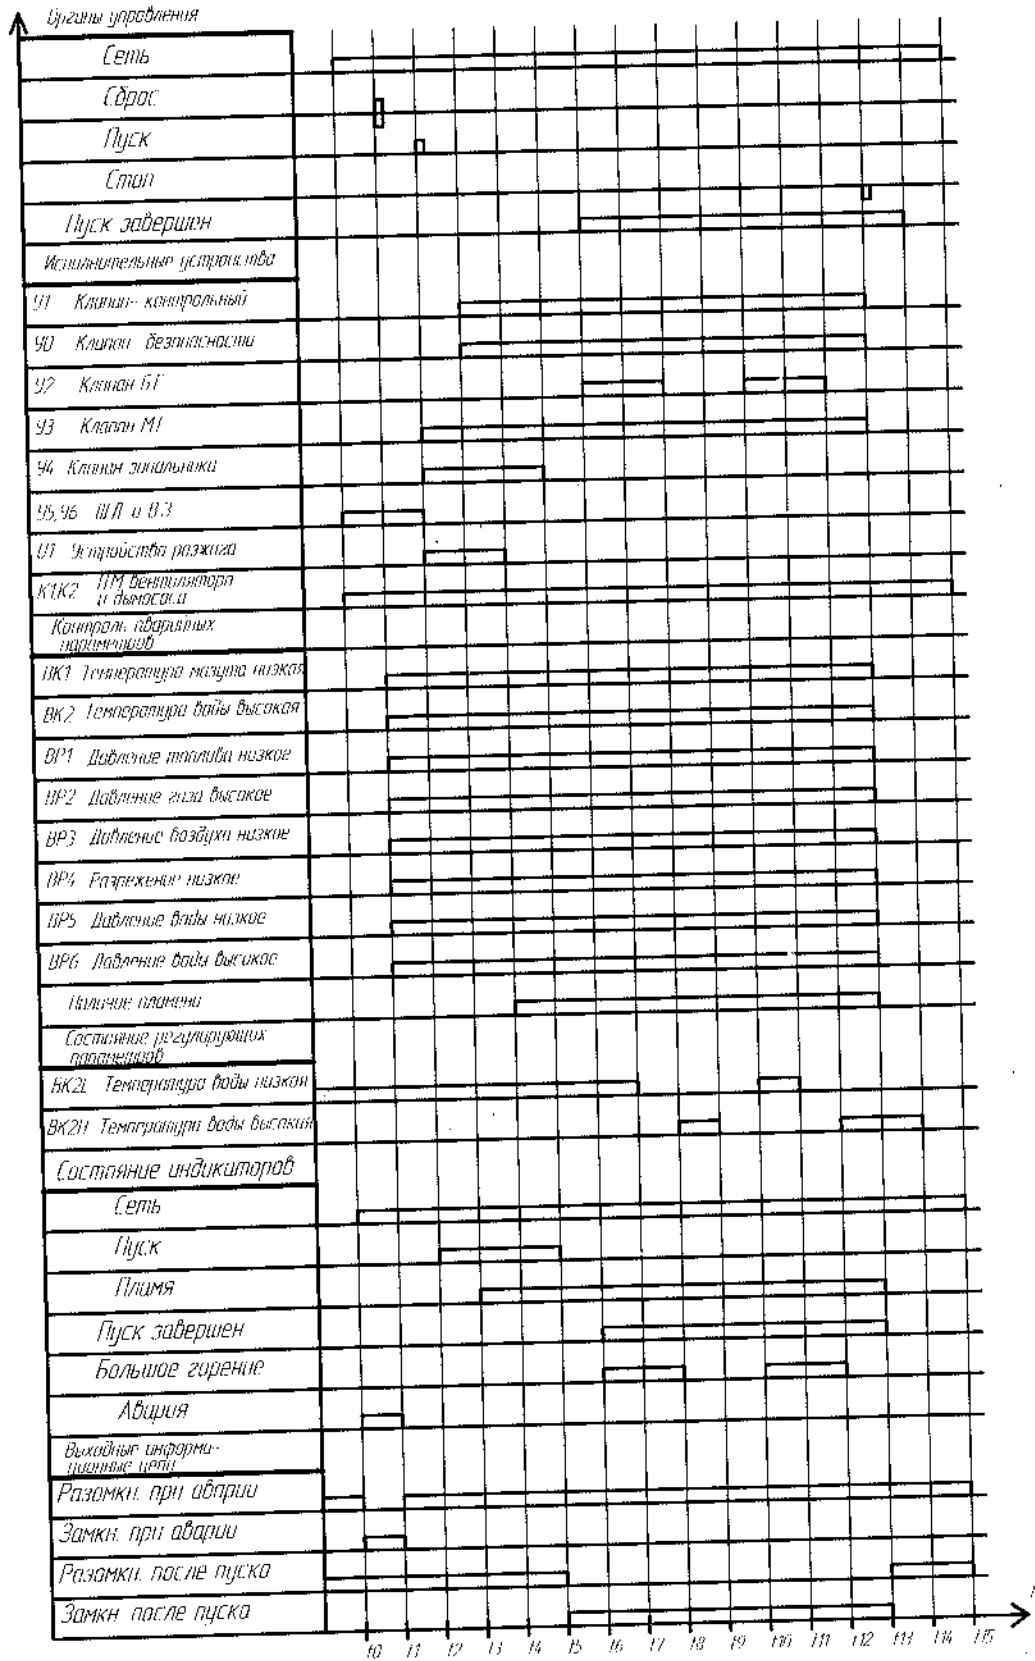 Органы управления
Сеть
Сброс
Пуск
Стоп
Пуск завершен
Исполнительные устройства
У1 Клапан-контрольный
У0 Клапан безопасности
У2 Клапан БГ
У3 Клапан МГ
У4 Клапан запальника
У5,У6
U1 Устройство розжига
К1,К2 ПМ вентилятора
и дымососа
Контроль аварийных
параметров
ВК1 Температура мазута низкая
ВК2 Температура воды высокая
ВР1 Давление топлива низкое
ВР2 Давление газа высокое
ВР3 Давление воздуха низкое
ВР4 Разрежение низкое
ВР5 Давление воды низкое
ВР6 Давление воды высокое
Наличие пламени
Состояние регулирующих
параметров
ВК2L Температура воды низкая
ВК2H Температура воды высокая
Состояние индикаторов
Сеть
Пуск
Пламя
Пуск завершен
Большое горение
Авария
Выходные информа-
ционные цепи
Разомкн. при аварии
Замкн. при аварии
Разомкн. после пуска
Замкн после пуска
t0 t1 t2 t3 t4 t5 t6 t7 t8 t9 t10 t11 t12 t13 t14 t15